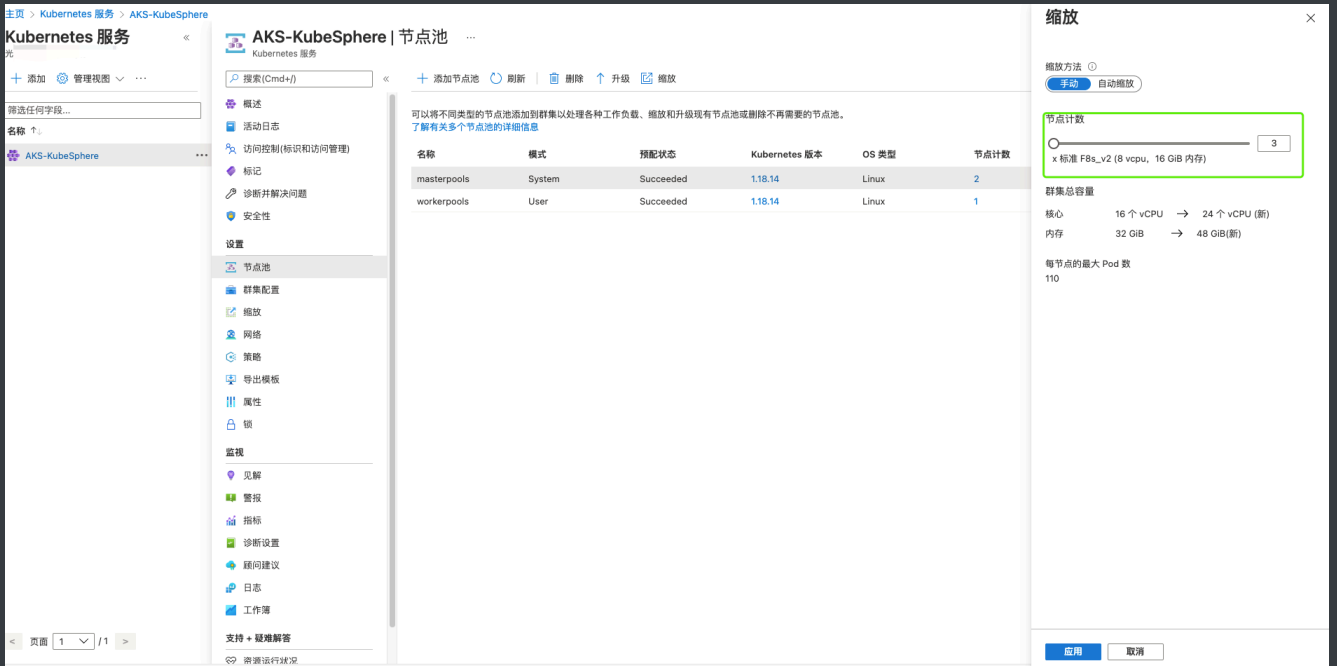 主页 > Kubernetes 服务 > AKS-KubeSphere
Kubernetes 服务 «
光
添加 管理视图 ···
筛选任何字段...
名称 ↑↓
AKS-KubeSphere ···
< 页面 1 / 1 >
AKS-KubeSphere | 节点池 ···
Kubernetes 服务
搜索(Cmd+/) «
概述
活动日志
访问控制(标识和访问管理)
标记
诊断并解决问题
安全性
设置
节点池
群集配置
缩放
网络
策略
导出模板
属性
锁
监视
见解
警报
指标
诊断设置
顾问建议
日志
工作簿
支持 + 疑难解答
资源运行状况
添加节点池 刷新 删除 升级 缩放
可以将不同类型的节点池添加到群集以处理各种工作负载、缩放和升级现有节点池或删除不再需要的节点池。
了解有关多个节点池的详细信息
名称 模式 预配状态 Kubernetes 版本 OS 类型 节点计数
masterpools System Succeeded 1.18.14 Linux 2
workerpools User Succeeded 1.18.14 Linux 1
缩放
缩放方法
手动 自动缩放
节点计数
3
x 标准 F8s_v2 (8 vcpu, 16 GiB 内存)
群集总容量
核心 16 个 vCPU → 24 个 vCPU (新)
内存 32 GiB → 48 GiB(新)
每节点的最大 Pod 数
110
应用 取消